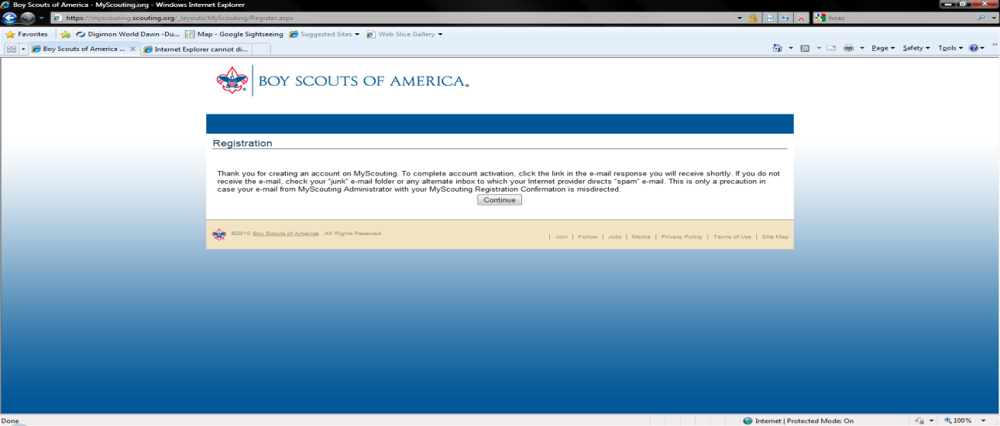 Boy Scouts of America - MyScouting.org - Windows Internet Explorer
https://myscouting.scouting.org/_layouts/MyScouting/Register.aspx
hoac
Favorites
Digimon World Dawn -Du...
Map - Google Sightseeing
Suggested Sites
Web Slice Gallery
Boy Scouts of America ...
Internet Explorer cannot di...
Page
Safety
Tools
BOY SCOUTS OF AMERICA®
Registration
Thank you for creating an account on MyScouting. To complete account activation, click the link in the e-mail response you will receive shortly. If you do not
receive the e-mail, check your "junk" e-mail folder or any alternate inbox to which your Internet provider directs "spam" e-mail. This is only a precaution in
case your e-mail from MyScouting Administrator with your MyScouting Registration Confirmation is misdirected.
Continue
©2010 Boy Scouts of America All Rights Reserved
| Join | Follow | Jobs | Media | Privacy Policy | Terms of Use | Site Map
Done
Internet | Protected Mode: On
100%